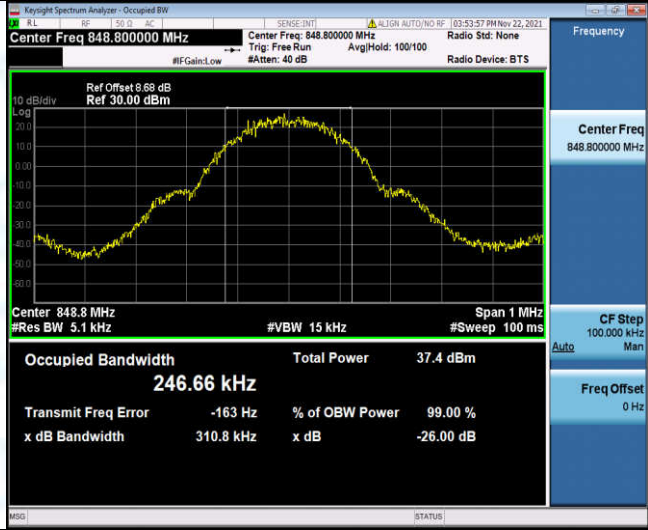 Keysight Spectrum Analyzer - Occupied BW
RL RF 50 Ω AC SENSE:INT ALIGN AUTO/NO RF 03:53:57 PM Nov 22, 2021
Center Freq 848.800000 MHz Center Freq: 848.800000 MHz Radio Std: None
Trig: Free Run Avg|Hold: 100/100
#IFGain:Low #Atten: 40 dB Radio Device: BTS
Frequency
Ref Offset 8.68 dB
10 dB/div Ref 30.00 dBm
Log
20.0
10.0
0.00
-10.0
-20.0
-30.0
-40.0
-50.0
-60.0
Center 848.8 MHz Span 1 MHz
#Res BW 5.1 kHz #VBW 15 kHz #Sweep 100 ms
Occupied Bandwidth Total Power 37.4 dBm
246.66 kHz
Transmit Freq Error -163 Hz % of OBW Power 99.00 %
x dB Bandwidth 310.8 kHz x dB -26.00 dB
Center Freq
848.800000 MHz
CF Step
100.000 kHz
Auto Man
Freq Offset
0 Hz
MSG STATUS